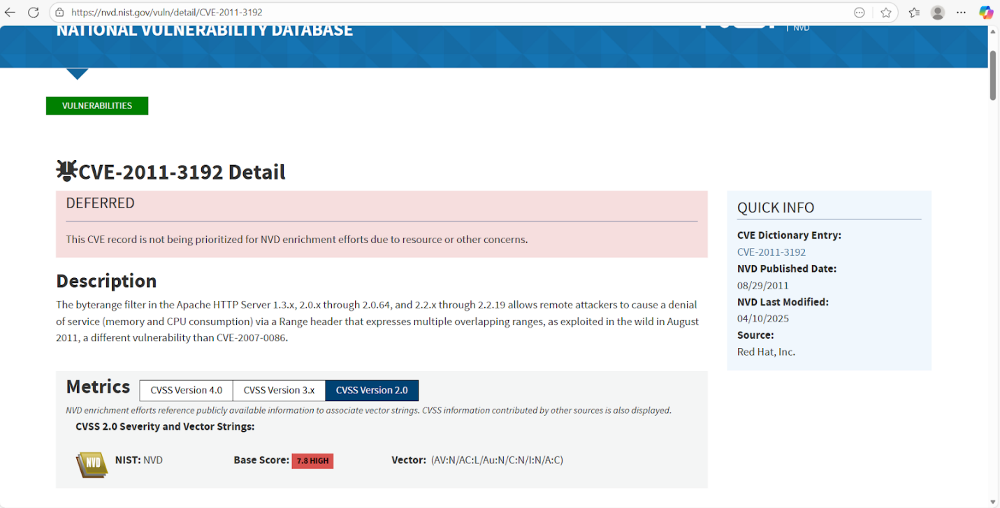 https://nvd.nist.gov/vuln/detail/CVE-2011-3192
NATIONAL VULNERABILITY DATABASE
NVD
VULNERABILITIES
CVE-2011-3192 Detail
DEFERRED
This CVE record is not being prioritized for NVD enrichment efforts due to resource or other concerns.
Description
The byterange filter in the Apache HTTP Server 1.3.x, 2.0.x through 2.0.64, and 2.2.x through 2.2.19 allows remote attackers to cause a denial
of service (memory and CPU consumption) via a Range header that expresses multiple overlapping ranges, as exploited in the wild in August
2011, a different vulnerability than CVE-2007-0086.
Metrics
CVSS Version 4.0 CVSS Version 3.x CVSS Version 2.0
NVD enrichment efforts reference publicly available information to associate vector strings. CVSS information contributed by other sources is also displayed.
CVSS 2.0 Severity and Vector Strings:
NVD NIST: NVD Base Score: 7.8 HIGH Vector: (AV:N/AC:L/Au:N/C:N/I:N/A:C)
QUICK INFO
CVE Dictionary Entry:
CVE-2011-3192
NVD Published Date:
08/29/2011
NVD Last Modified:
04/10/2025
Source:
Red Hat, Inc.